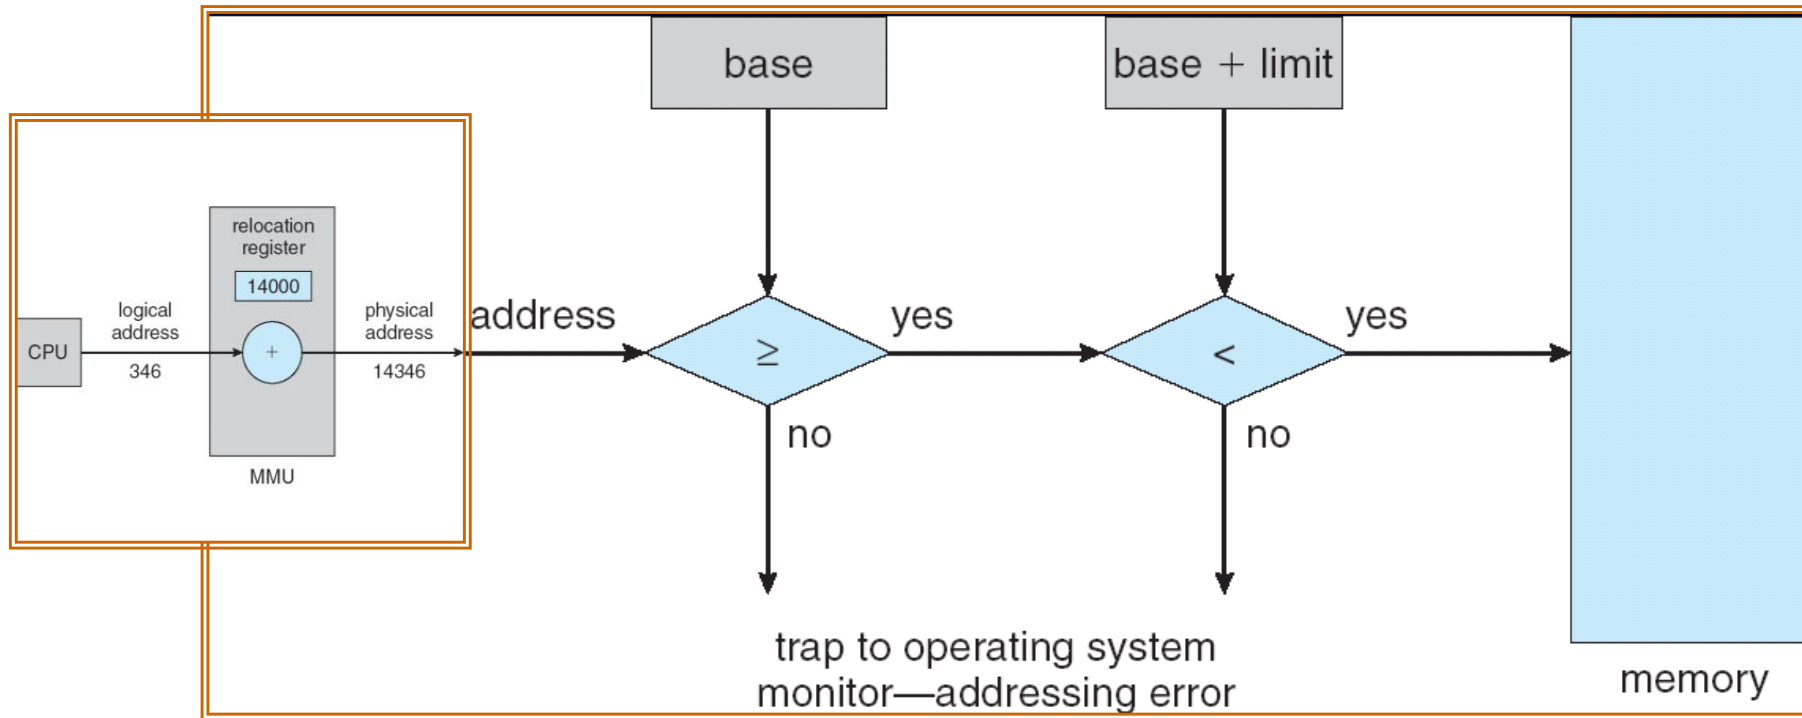 base
base + limit
relocation
register
14000
logical
address
346
CPU
+
physical
address
14346
MMU
address
≥
yes
no
<
yes
no
trap to operating system
monitor—addressing error
memory